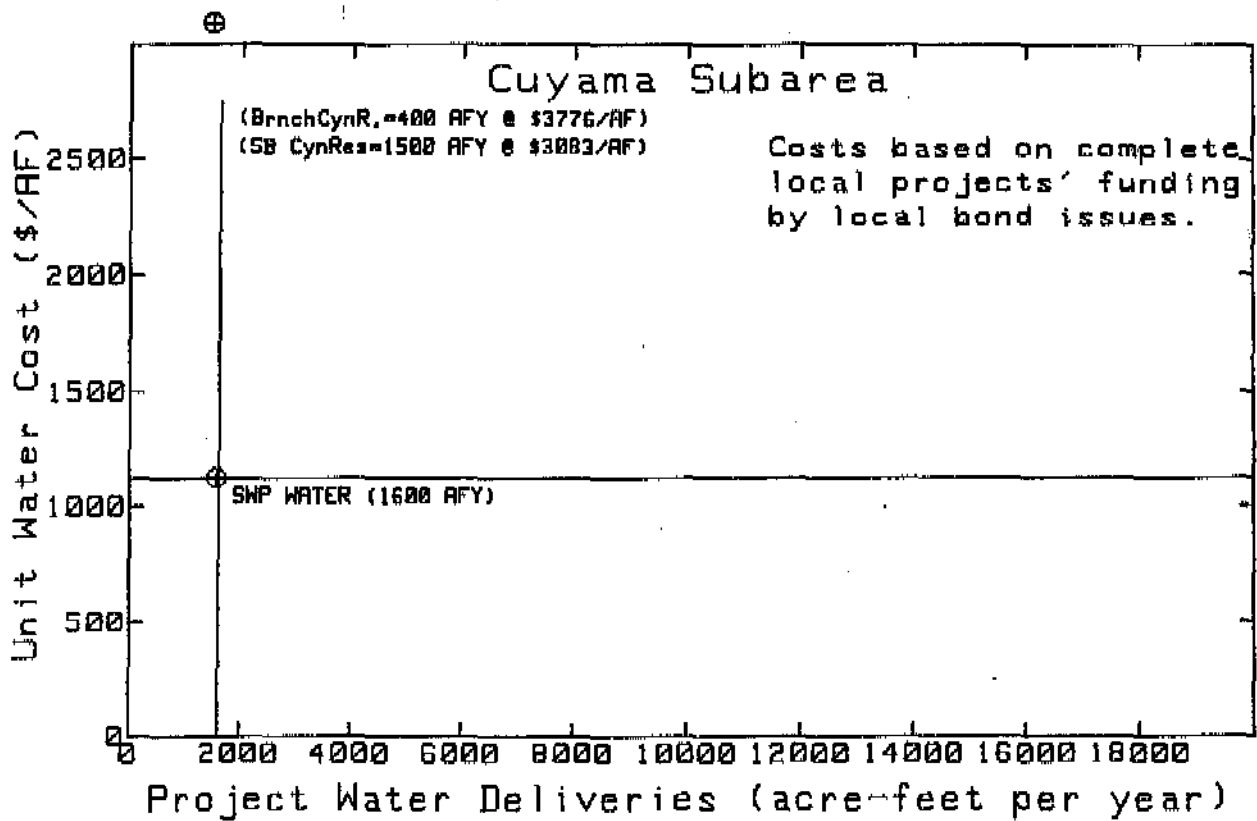 Cuyama Subarea
(BrnchCynR.=400 AFY @ $3776/AF)
(SB CynRes=1500 AFY @ $3083/AF)
Costs based on complete
local projects' funding
by local bond issues.
Unit Water Cost ($/AF)
2500
2000
1500
1000
500
0
SWP WATER (1600 AFY)
0 2000 4000 6000 8000 10000 12000 14000 16000 18000
Project Water Deliveries (acre-feet per year)